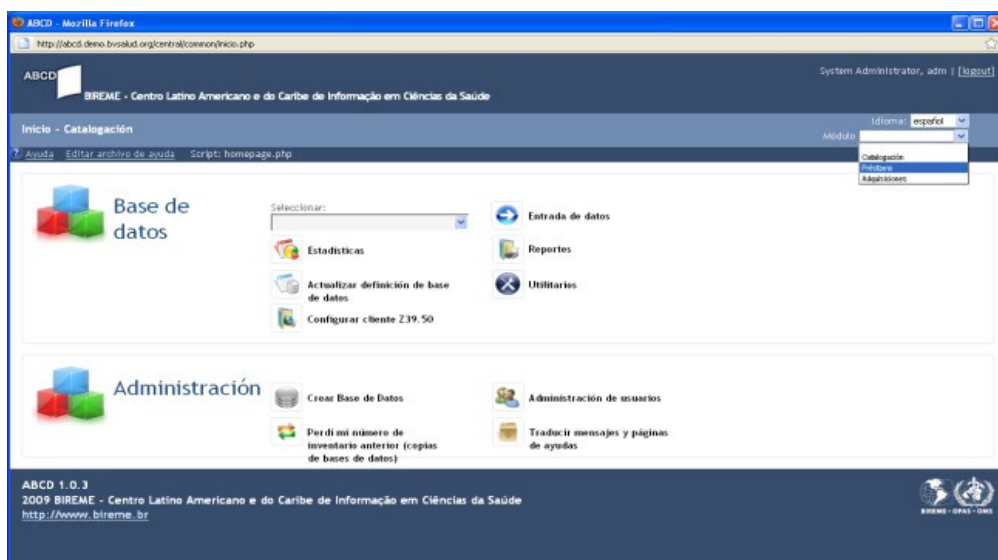 ABCD - Mozilla Firefox
http://abcd.demo.bvsalud.org/central/common/inicio.php
ABCD
System Administrator, adm | [logout]
BIREME - Centro Latino Americano e do Caribe de Informação em Ciências da Saúde
Inicio - Catalogación
Idioma: español
Módulo
Catalogación
Préstamo
Adquisiciones
Ayuda Editar archivo de ayuda Script: homepage.php
Base de
datos
Seleccionar:
Estadísticas
Actualizar definición de base
de datos
Configurar cliente Z39.50
Entrada de datos
Reportes
Utilitarios
Administración
Crear Base de Datos
Perdí mi número de
inventario anterior (copias
de bases de datos)
Administración de usuarios
Traducir mensajes y páginas
de ayudas
ABCD 1.0.3
2009 BIREME - Centro Latino Americano e do Caribe de Informação em Ciências da Saúde
http://www.bireme.br
BIREME - OPAS - OMS